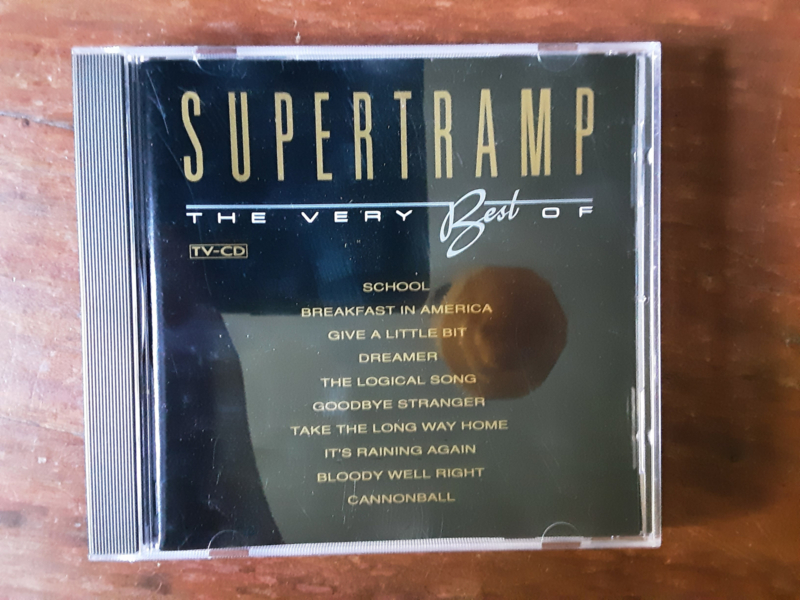 SUPERTRAMP
THE VERY Best OF
TV-CD
SCHOOL
BREAKFAST IN AMERICA
GIVE A LITTLE BIT
DREAMER
THE LOGICAL SONG
GOODBYE STRANGER
TAKE THE LONG WAY HOME
IT'S RAINING AGAIN
BLOODY WELL RIGHT
CANNONBALL